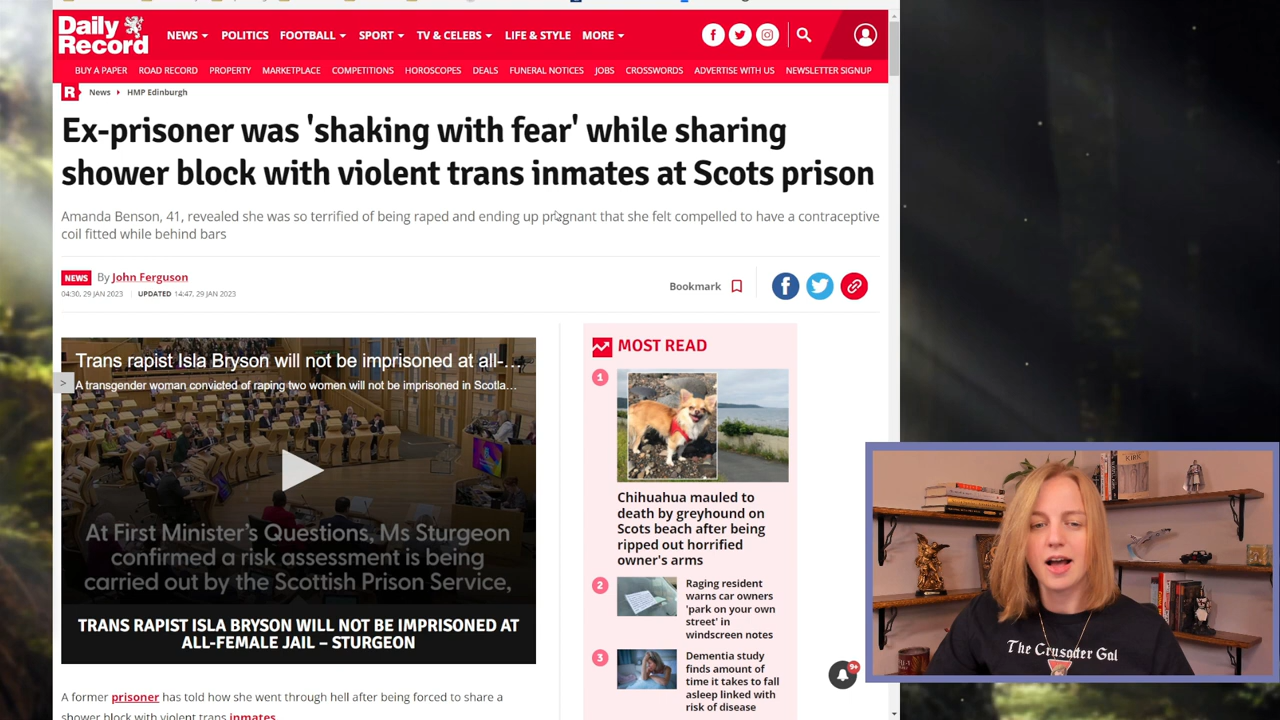 Daily
Record
NEWS
POLITICS
FOOTBALL
SPORT
TV & CELEBS
LIFE & STYLE
MORE
BUY A PAPER
ROAD RECORD
PROPERTY
MARKETPLACE
COMPETITIONS
HOROSCOPES
DEALS
FUNERAL NOTICES
JOBS
CROSSWORDS
ADVERTISE WITH US
NEWSLETTER SIGNUP
R
News
HMP Edinburgh
Ex-prisoner was 'shaking with fear' while sharing
shower block with violent trans inmates at Scots prison
Amanda Benson, 41, revealed she was so terrified of being raped and ending up pregnant that she felt compelled to have a contraceptive
coil fitted while behind bars
NEWS By John Ferguson
04:30, 29 JAN 2023 | UPDATED 14:47, 29 JAN 2023
Bookmark
Trans rapist Isla Bryson will not be imprisoned at all-...
A transgender woman convicted of raping two women will not be imprisoned in Scotla...
>
At First Minister's Questions, Ms Sturgeon
confirmed a risk assessment is being
carried out by the Scottish Prison Service,
TRANS RAPIST ISLA BRYSON WILL NOT BE IMPRISONED AT
ALL-FEMALE JAIL – STURGEON
A former prisoner has told how she went through hell after being forced to share a
shower block with violent trans inmates.
MOST READ
1
Chihuahua mauled to
death by greyhound on
Scots beach after being
ripped out horrified
owner's arms
2
Raging resident
warns car owners
'park on your own
street' in
windscreen notes
3
Dementia study
finds amount of
time it takes to fall
asleep linked with
risk of disease
9+
KIRK
The Crusader Gal